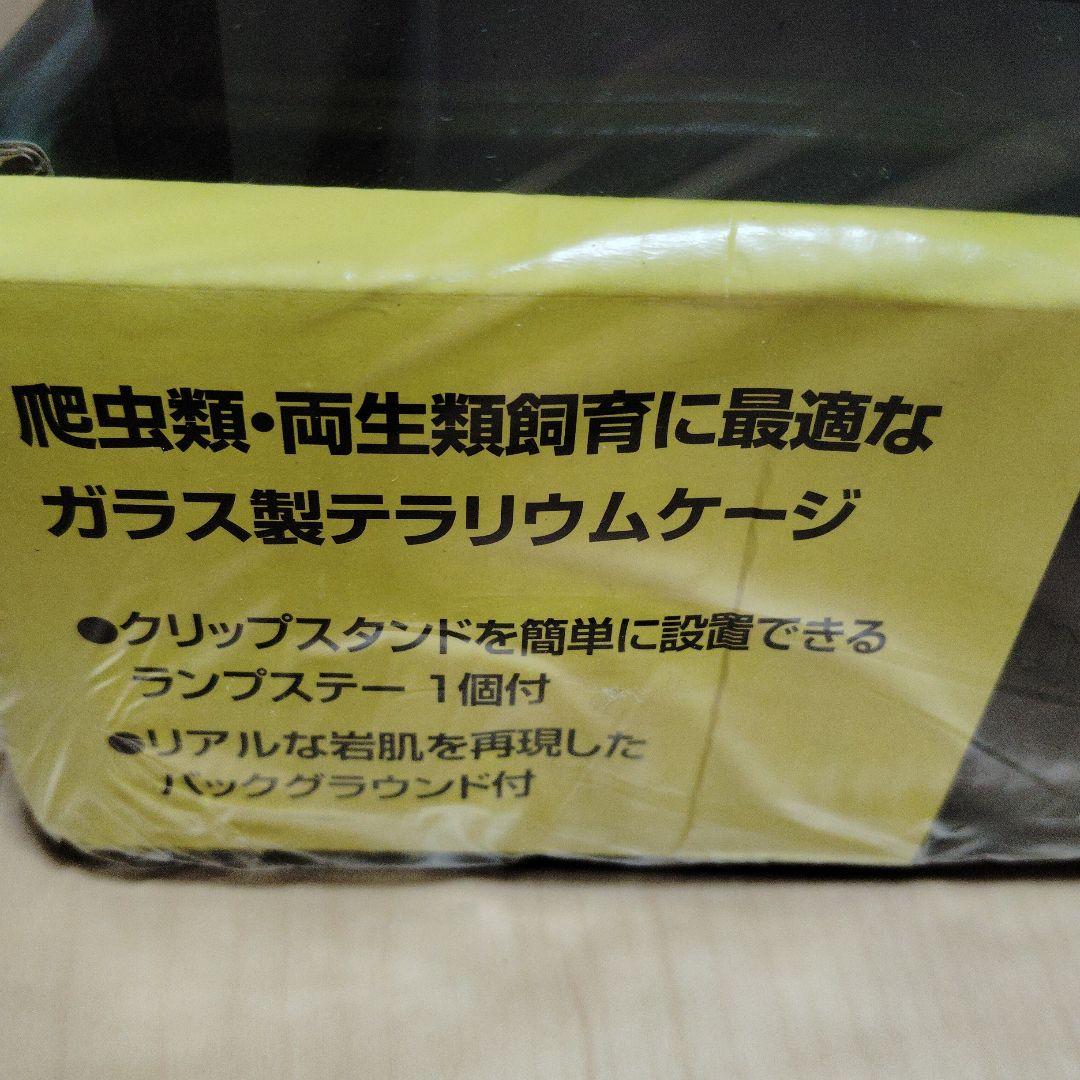 爬虫類・両生類飼育に最適な
ガラス製テラリウムケージ
●クリップスタンドを簡単に設置できる
ランプステー 1個付
●リアルな岩肌を再現した
バックグラウンド付